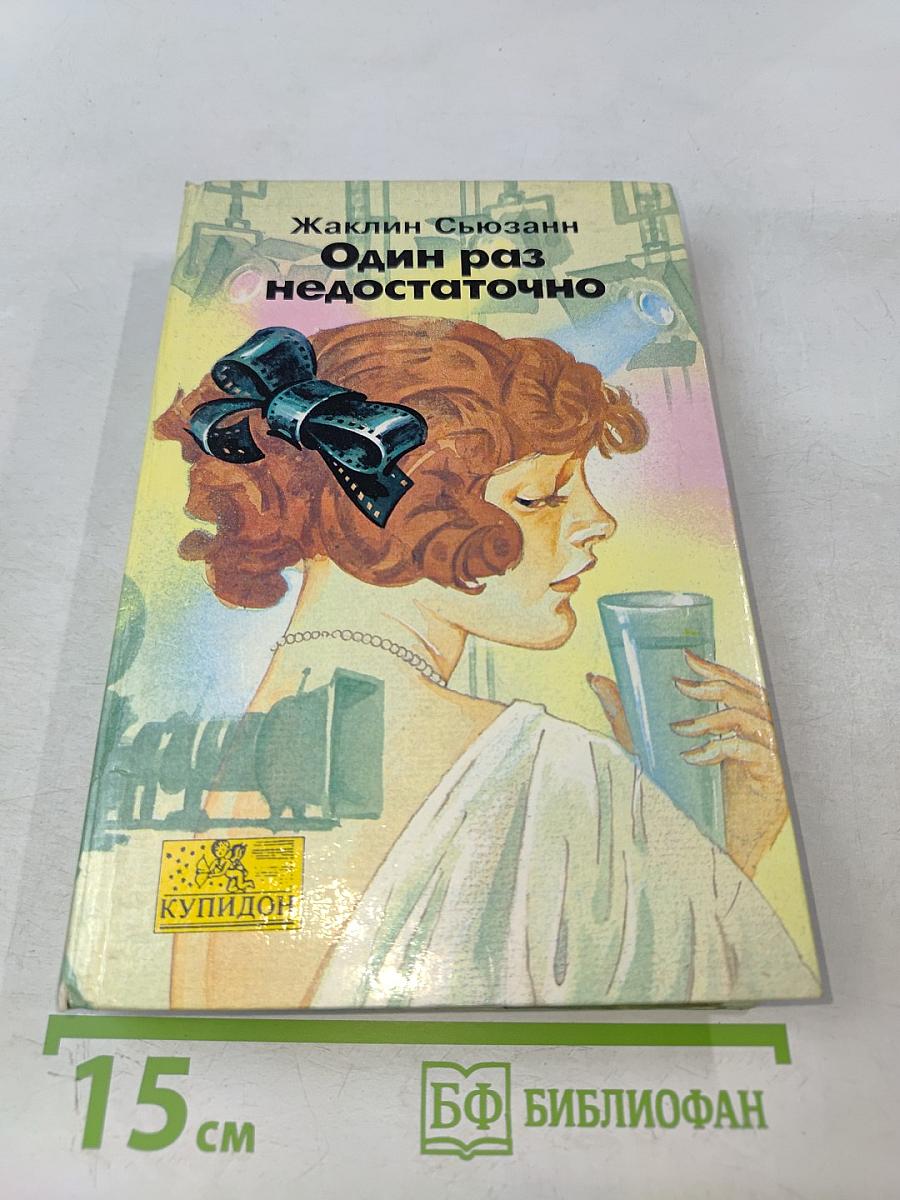 Жаклин Сьюзанн
Один раз
недостаточно
КУПИДОН
15 см
БФ БИБЛИОФАН